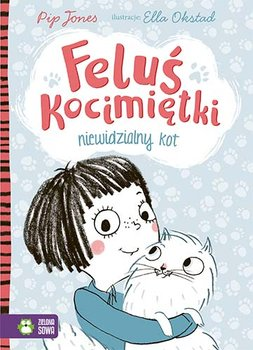 Pip Jones ilustracje: Ella Okstad
Feluś
Kocimiętki
niewidzialny kot
ZIELONA
SOWA